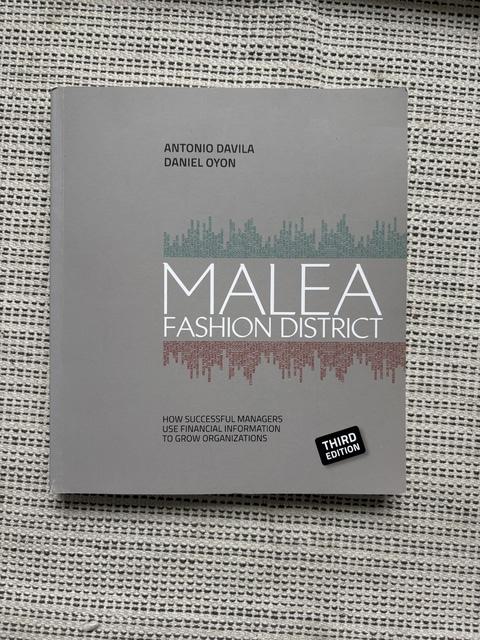 ANTONIO DAVILA
DANIEL OYON
MALEA
FASHION DISTRICT
HOW SUCCESSFUL MANAGERS
USE FINANCIAL INFORMATION
TO GROW ORGANIZATIONS
THIRD
EDITION